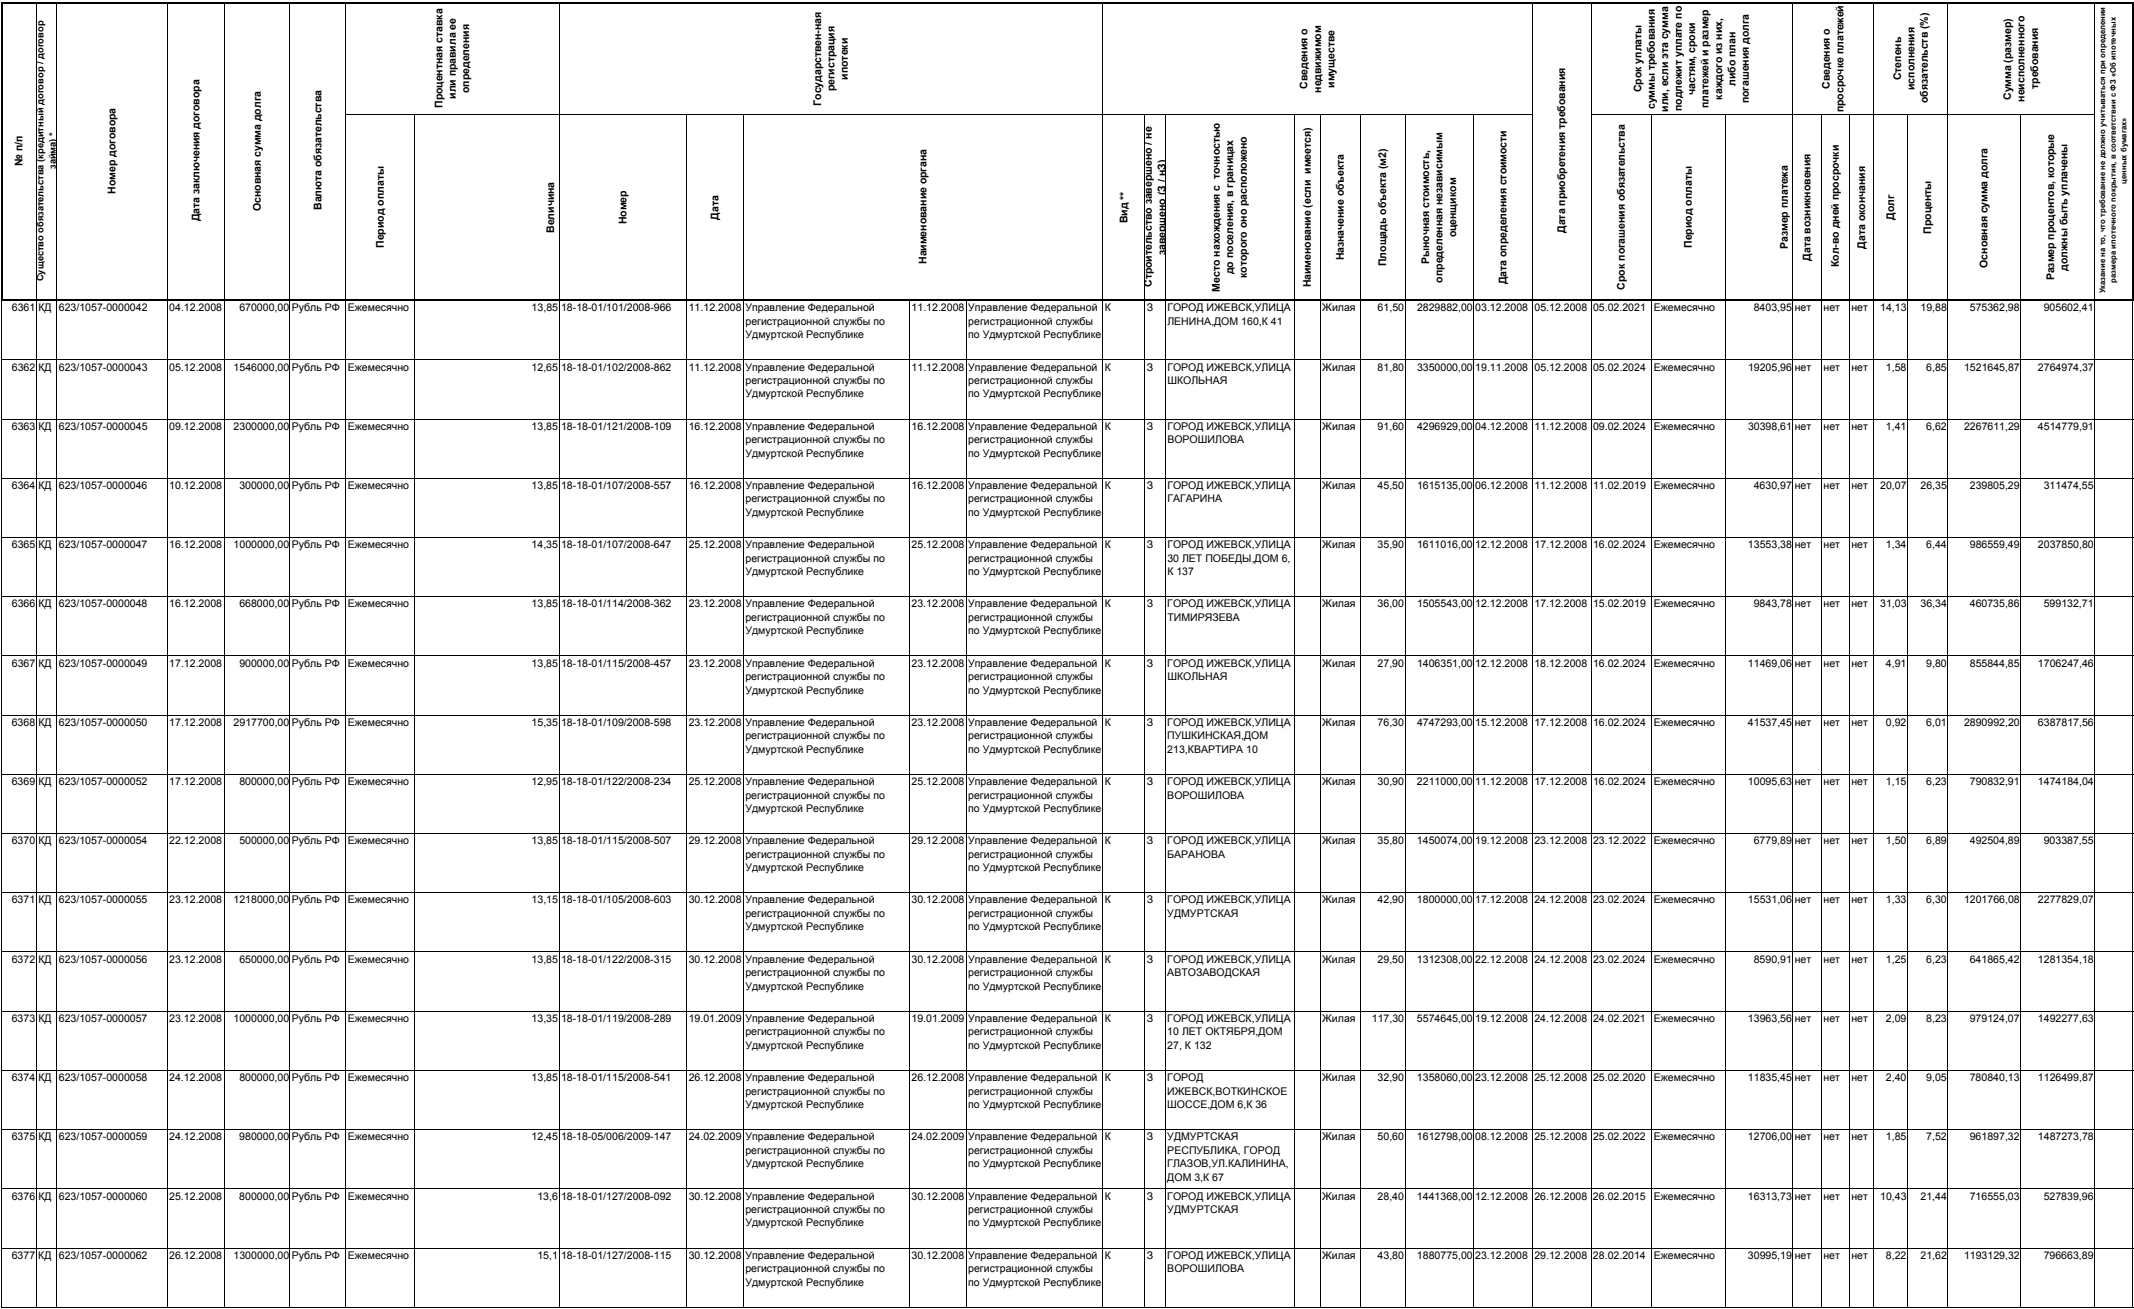 № п/п
Существо обязательства (кредитный договор / договор займа) *
Номер договора
Дата заключения договора
Основная сумма долга
Валюта обязательства
Процентная ставка или правила ее определения
Период оплаты
Величина
Государствен-ная регистрация ипотеки
Номер
Дата
Наименование органа
Сведения о недвижимом имуществе
Вид **
Строительство завершено / не завершено (З / нЗ)
Место нахождения с точностью до поселения, в границах которого оно расположено
Наименование (если имеется)
Назначение объекта
Площадь объекта (м2)
Рыночная стоимость, определенная независимым оценщиком
Дата определения стоимости
Дата приобретения требования
Срок уплаты суммы требования или, если эта сумма подлежит уплате по частям, сроки платежей и размер каждого из них, либо план погашения долга
Срок погашения обязательства
Период оплаты
Размер платежа
Сведения о просрочке платежей
Дата возникновения
Кол-во дней просрочки
Дата окончания
Степень исполнения обязательств (%)
Долг
Проценты
Сумма (размер) неисполненного требования
Основная сумма долга
Размер процентов, которые должны быть уплачены
Указание на то, что требование не должно учитываться при определении размера ипотечного покрытия, в соответствии с ФЗ «Об ипотечных ценных бумагах»
6361 КД 623/1057-0000042 04.12.2008 670000,00 Рубль РФ Ежемесячно 13,85 18-18-01/101/2008-966 11.12.2008 Управление Федеральной регистрационной службы по Удмуртской Республике 11.12.2008 Управление Федеральной регистрационной службы по Удмуртской Республике К З ГОРОД ИЖЕВСК,УЛИЦА ЛЕНИНА,ДОМ 160,К 41 Жилая 61,50 2829882,00 03.12.2008 05.12.2008 05.02.2021 Ежемесячно 8403,95 нет нет нет 14,13 19,88 575362,98 905602,41
6362 КД 623/1057-0000043 05.12.2008 1546000,00 Рубль РФ Ежемесячно 12,65 18-18-01/102/2008-862 11.12.2008 Управление Федеральной регистрационной службы по Удмуртской Республике 11.12.2008 Управление Федеральной регистрационной службы по Удмуртской Республике К З ГОРОД ИЖЕВСК,УЛИЦА ШКОЛЬНАЯ Жилая 81,80 3350000,00 19.11.2008 05.12.2008 05.02.2024 Ежемесячно 19205,96 нет нет нет 1,58 6,85 1521645,87 2764974,37
6363 КД 623/1057-0000045 09.12.2008 2300000,00 Рубль РФ Ежемесячно 13,85 18-18-01/121/2008-109 16.12.2008 Управление Федеральной регистрационной службы по Удмуртской Республике 16.12.2008 Управление Федеральной регистрационной службы по Удмуртской Республике К З ГОРОД ИЖЕВСК,УЛИЦА ВОРОШИЛОВА Жилая 91,60 4296929,00 04.12.2008 11.12.2008 09.02.2024 Ежемесячно 30398,61 нет нет нет 1,41 6,62 2267611,29 4514779,91
6364 КД 623/1057-0000046 10.12.2008 300000,00 Рубль РФ Ежемесячно 13,85 18-18-01/107/2008-557 16.12.2008 Управление Федеральной регистрационной службы по Удмуртской Республике 16.12.2008 Управление Федеральной регистрационной службы по Удмуртской Республике К З ГОРОД ИЖЕВСК,УЛИЦА ГАГАРИНА Жилая 45,50 1615135,00 06.12.2008 11.12.2008 11.02.2019 Ежемесячно 4630,97 нет нет нет 20,07 26,35 239805,29 311474,55
6365 КД 623/1057-0000047 16.12.2008 1000000,00 Рубль РФ Ежемесячно 14,35 18-18-01/107/2008-647 25.12.2008 Управление Федеральной регистрационной службы по Удмуртской Республике 25.12.2008 Управление Федеральной регистрационной службы по Удмуртской Республике К З ГОРОД ИЖЕВСК,УЛИЦА 30 ЛЕТ ПОБЕДЫ,ДОМ 6, К 137 Жилая 35,90 1611016,00 12.12.2008 17.12.2008 16.02.2024 Ежемесячно 13553,38 нет нет нет 1,34 6,44 986559,49 2037850,80
6366 КД 623/1057-0000048 16.12.2008 668000,00 Рубль РФ Ежемесячно 13,85 18-18-01/114/2008-362 23.12.2008 Управление Федеральной регистрационной службы по Удмуртской Республике 23.12.2008 Управление Федеральной регистрационной службы по Удмуртской Республике К З ГОРОД ИЖЕВСК,УЛИЦА ТИМИРЯЗЕВА Жилая 36,00 1505543,00 12.12.2008 17.12.2008 15.02.2019 Ежемесячно 9843,78 нет нет нет 31,03 36,34 460735,86 599132,71
6367 КД 623/1057-0000049 17.12.2008 900000,00 Рубль РФ Ежемесячно 13,85 18-18-01/115/2008-457 23.12.2008 Управление Федеральной регистрационной службы по Удмуртской Республике 23.12.2008 Управление Федеральной регистрационной службы по Удмуртской Республике К З ГОРОД ИЖЕВСК,УЛИЦА ШКОЛЬНАЯ Жилая 27,90 1406351,00 12.12.2008 18.12.2008 16.02.2024 Ежемесячно 11469,06 нет нет нет 4,91 9,80 855844,85 1706247,46
6368 КД 623/1057-0000050 17.12.2008 2917700,00 Рубль РФ Ежемесячно 15,35 18-18-01/109/2008-598 23.12.2008 Управление Федеральной регистрационной службы по Удмуртской Республике 23.12.2008 Управление Федеральной регистрационной службы по Удмуртской Республике К З ГОРОД ИЖЕВСК,УЛИЦА ПУШКИНСКАЯ,ДОМ 213,КВАРТИРА 10 Жилая 76,30 4747293,00 15.12.2008 17.12.2008 16.02.2024 Ежемесячно 41537,45 нет нет нет 0,92 6,01 2890992,20 6387817,56
6369 КД 623/1057-0000052 17.12.2008 800000,00 Рубль РФ Ежемесячно 12,95 18-18-01/122/2008-234 25.12.2008 Управление Федеральной регистрационной службы по Удмуртской Республике 25.12.2008 Управление Федеральной регистрационной службы по Удмуртской Республике К З ГОРОД ИЖЕВСК,УЛИЦА ВОРОШИЛОВА Жилая 30,90 2211000,00 11.12.2008 17.12.2008 16.02.2024 Ежемесячно 10095,63 нет нет нет 1,15 6,23 790832,91 1474184,04
6370 КД 623/1057-0000054 22.12.2008 500000,00 Рубль РФ Ежемесячно 13,85 18-18-01/115/2008-507 29.12.2008 Управление Федеральной регистрационной службы по Удмуртской Республике 29.12.2008 Управление Федеральной регистрационной службы по Удмуртской Республике К З ГОРОД ИЖЕВСК,УЛИЦА БАРАНОВА Жилая 35,80 1450074,00 19.12.2008 23.12.2008 23.12.2022 Ежемесячно 6779,89 нет нет нет 1,50 6,89 492504,89 903387,55
6371 КД 623/1057-0000055 23.12.2008 1218000,00 Рубль РФ Ежемесячно 13,15 18-18-01/105/2008-603 30.12.2008 Управление Федеральной регистрационной службы по Удмуртской Республике 30.12.2008 Управление Федеральной регистрационной службы по Удмуртской Республике К З ГОРОД ИЖЕВСК,УЛИЦА УДМУРТСКАЯ Жилая 42,90 1800000,00 17.12.2008 24.12.2008 23.02.2024 Ежемесячно 15531,06 нет нет нет 1,33 6,30 1201766,08 2277829,07
6372 КД 623/1057-0000056 23.12.2008 650000,00 Рубль РФ Ежемесячно 13,85 18-18-01/122/2008-315 30.12.2008 Управление Федеральной регистрационной службы по Удмуртской Республике 30.12.2008 Управление Федеральной регистрационной службы по Удмуртской Республике К З ГОРОД ИЖЕВСК,УЛИЦА АВТОЗАВОДСКАЯ Жилая 29,50 1312308,00 22.12.2008 24.12.2008 23.02.2024 Ежемесячно 8590,91 нет нет нет 1,25 6,23 641865,42 1281354,18
6373 КД 623/1057-0000057 23.12.2008 1000000,00 Рубль РФ Ежемесячно 13,35 18-18-01/119/2008-289 19.01.2009 Управление Федеральной регистрационной службы по Удмуртской Республике 19.01.2009 Управление Федеральной регистрационной службы по Удмуртской Республике К З ГОРОД ИЖЕВСК,УЛИЦА 10 ЛЕТ ОКТЯБРЯ,ДОМ 27, К 132 Жилая 117,30 5574645,00 19.12.2008 24.12.2008 24.02.2021 Ежемесячно 13963,56 нет нет нет 2,09 8,23 979124,07 1492277,63
6374 КД 623/1057-0000058 24.12.2008 800000,00 Рубль РФ Ежемесячно 13,85 18-18-01/115/2008-541 26.12.2008 Управление Федеральной регистрационной службы по Удмуртской Республике 26.12.2008 Управление Федеральной регистрационной службы по Удмуртской Республике К З ГОРОД ИЖЕВСК,ВОТКИНСКОЕ ШОССЕ,ДОМ 6,К 36 Жилая 32,90 1358060,00 23.12.2008 25.12.2008 25.02.2020 Ежемесячно 11835,45 нет нет нет 2,40 9,05 780840,13 1126499,87
6375 КД 623/1057-0000059 24.12.2008 980000,00 Рубль РФ Ежемесячно 12,45 18-18-05/006/2009-147 24.02.2009 Управление Федеральной регистрационной службы по Удмуртской Республике 24.02.2009 Управление Федеральной регистрационной службы по Удмуртской Республике К З УДМУРТСКАЯ РЕСПУБЛИКА, ГОРОД ГЛАЗОВ,УЛ.КАЛИНИНА, ДОМ 3,К 67 Жилая 50,60 1612798,00 08.12.2008 25.12.2008 25.02.2022 Ежемесячно 12706,00 нет нет нет 1,85 7,52 961897,32 1487273,78
6376 КД 623/1057-0000060 25.12.2008 800000,00 Рубль РФ Ежемесячно 13,6 18-18-01/127/2008-092 30.12.2008 Управление Федеральной регистрационной службы по Удмуртской Республике 30.12.2008 Управление Федеральной регистрационной службы по Удмуртской Республике К З ГОРОД ИЖЕВСК,УЛИЦА УДМУРТСКАЯ Жилая 28,40 1441368,00 12.12.2008 26.12.2008 26.02.2015 Ежемесячно 16313,73 нет нет нет 10,43 21,44 716555,03 527839,96
6377 КД 623/1057-0000062 26.12.2008 1300000,00 Рубль РФ Ежемесячно 15,1 18-18-01/127/2008-115 30.12.2008 Управление Федеральной регистрационной службы по Удмуртской Республике 30.12.2008 Управление Федеральной регистрационной службы по Удмуртской Республике К З ГОРОД ИЖЕВСК,УЛИЦА ВОРОШИЛОВА Жилая 43,80 1880775,00 23.12.2008 29.12.2008 28.02.2014 Ежемесячно 30995,19 нет нет нет 8,22 21,62 1193129,32 796663,89